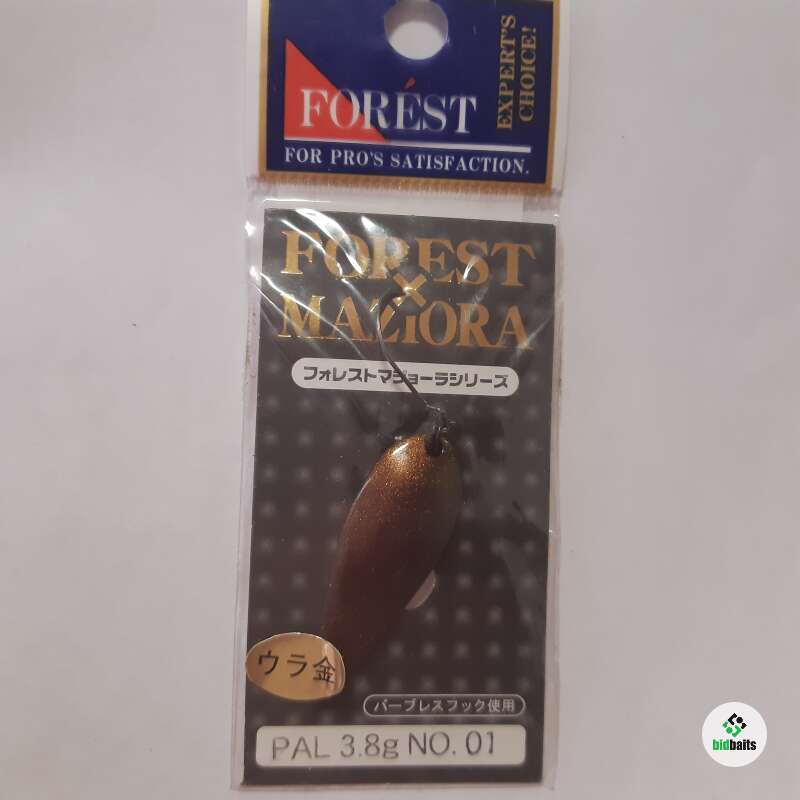 FORÉST
EXPERT'S
CHOICE!
FOR PRO'S SATISFACTION.
FOREST
×
MAZIORA
フォレストマジョーラシリーズ
ウラ金
バーブレスフック使用
PAL 3.8g NO. 01
bidbaits